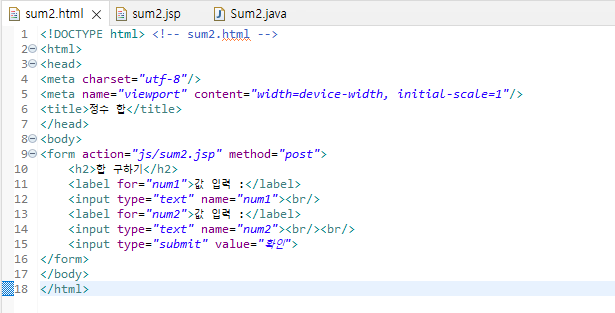 sum2.html sum2.jsp Sum2.java
1 <!DOCTYPE html> <!-- sum2.html -->
2 <html>
3 <head>
4 <meta charset="utf-8"/>
5 <meta name="viewport" content="width=device-width, initial-scale=1"/>
6 <title>정수 합</title>
7 </head>
8 <body>
9 <form action="js/sum2.jsp" method="post">
10 <h2>합 구하기</h2>
11 <label for="num1">값 입력 :</label>
12 <input type="text" name="num1"><br/>
13 <label for="num2">값 입력 :</label>
14 <input type="text" name="num2"><br/><br/>
15 <input type="submit" value="확인">
16 </form>
17 </body>
18 </html>